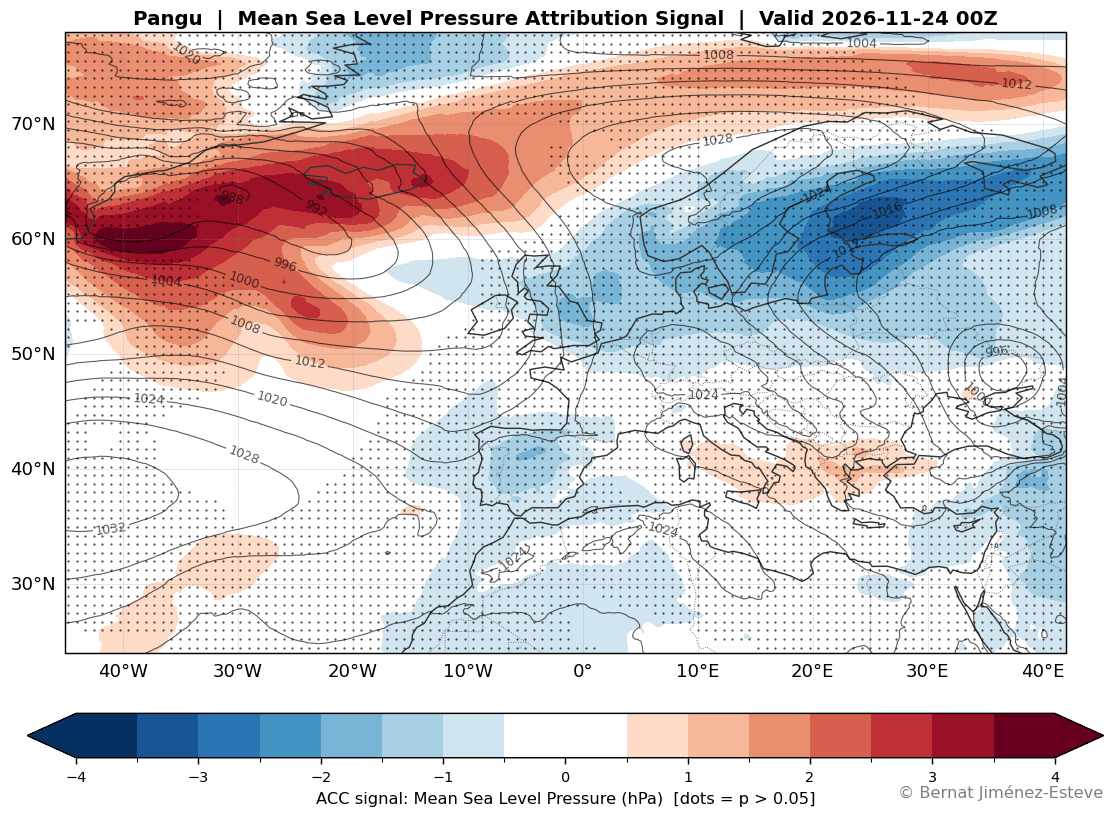 Pangu | Mean Sea Level Pressure Attribution Signal | Valid 2026-11-24 00Z
1020
1004
1008
1012
70°N
1028
1024
988
992
1016
1008
60°N
1012
996
1004
1000
1008
50°N
1012
996
1000
1004
1024
1020
1024
1028
40°N
1032
1024
1024
30°N
40°W 30°W 20°W 10°W 0° 10°E 20°E 30°E 40°E
−4 −3 −2 −1 0 1 2 3 4
ACC signal: Mean Sea Level Pressure (hPa) [dots = p > 0.05]
© Bernat Jiménez-Esteve